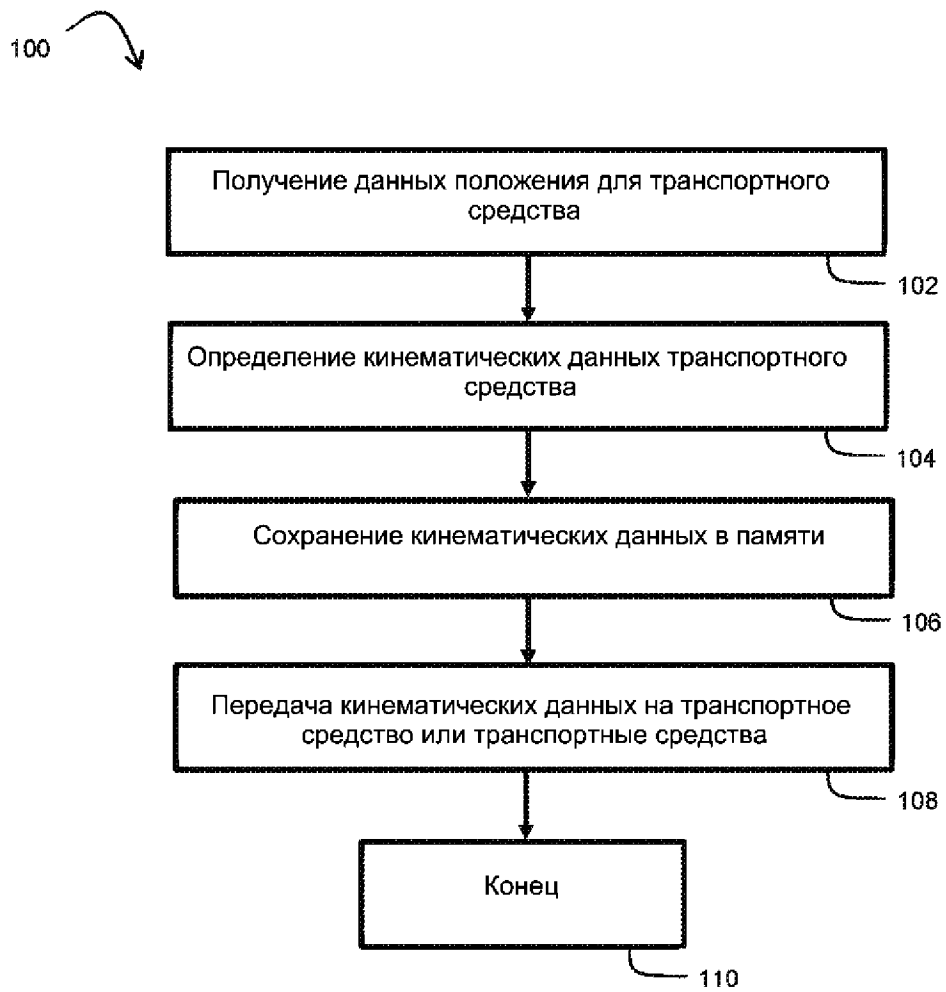 100
Получение данных положения для транспортного
средства
102
Определение кинематических данных транспортного
средства
104
Сохранение кинематических данных в памяти
106
Передача кинематических данных на транспортное
средство или транспортные средства
108
Конец
110